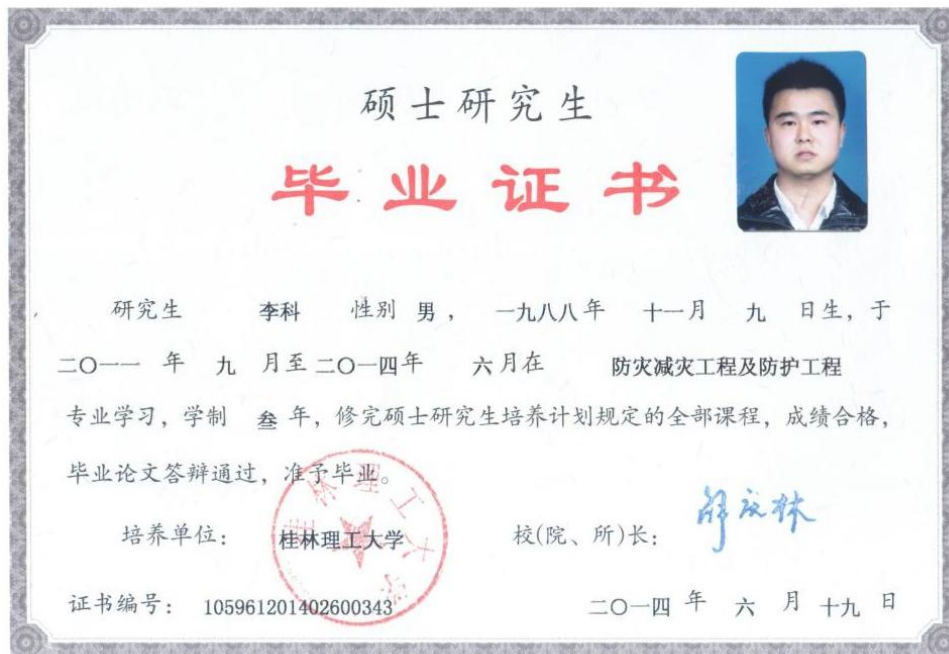 硕士研究生
毕业证书
研究生 李科 性别 男 ， 一九八八年 十一月 九 日生，于
二〇一一 年 九 月至二〇一四年 六月在 防灾减灾工程及防护工程
专业学习，学制 叁 年，修完硕士研究生培养计划规定的全部课程，成绩合格，
毕业论文答辩通过，准予毕业。
培养单位： 桂林理工大学 校(院、所)长：
桂林理工大学
证书编号： 105961201402600343 二〇一四 年 六 月 十九 日